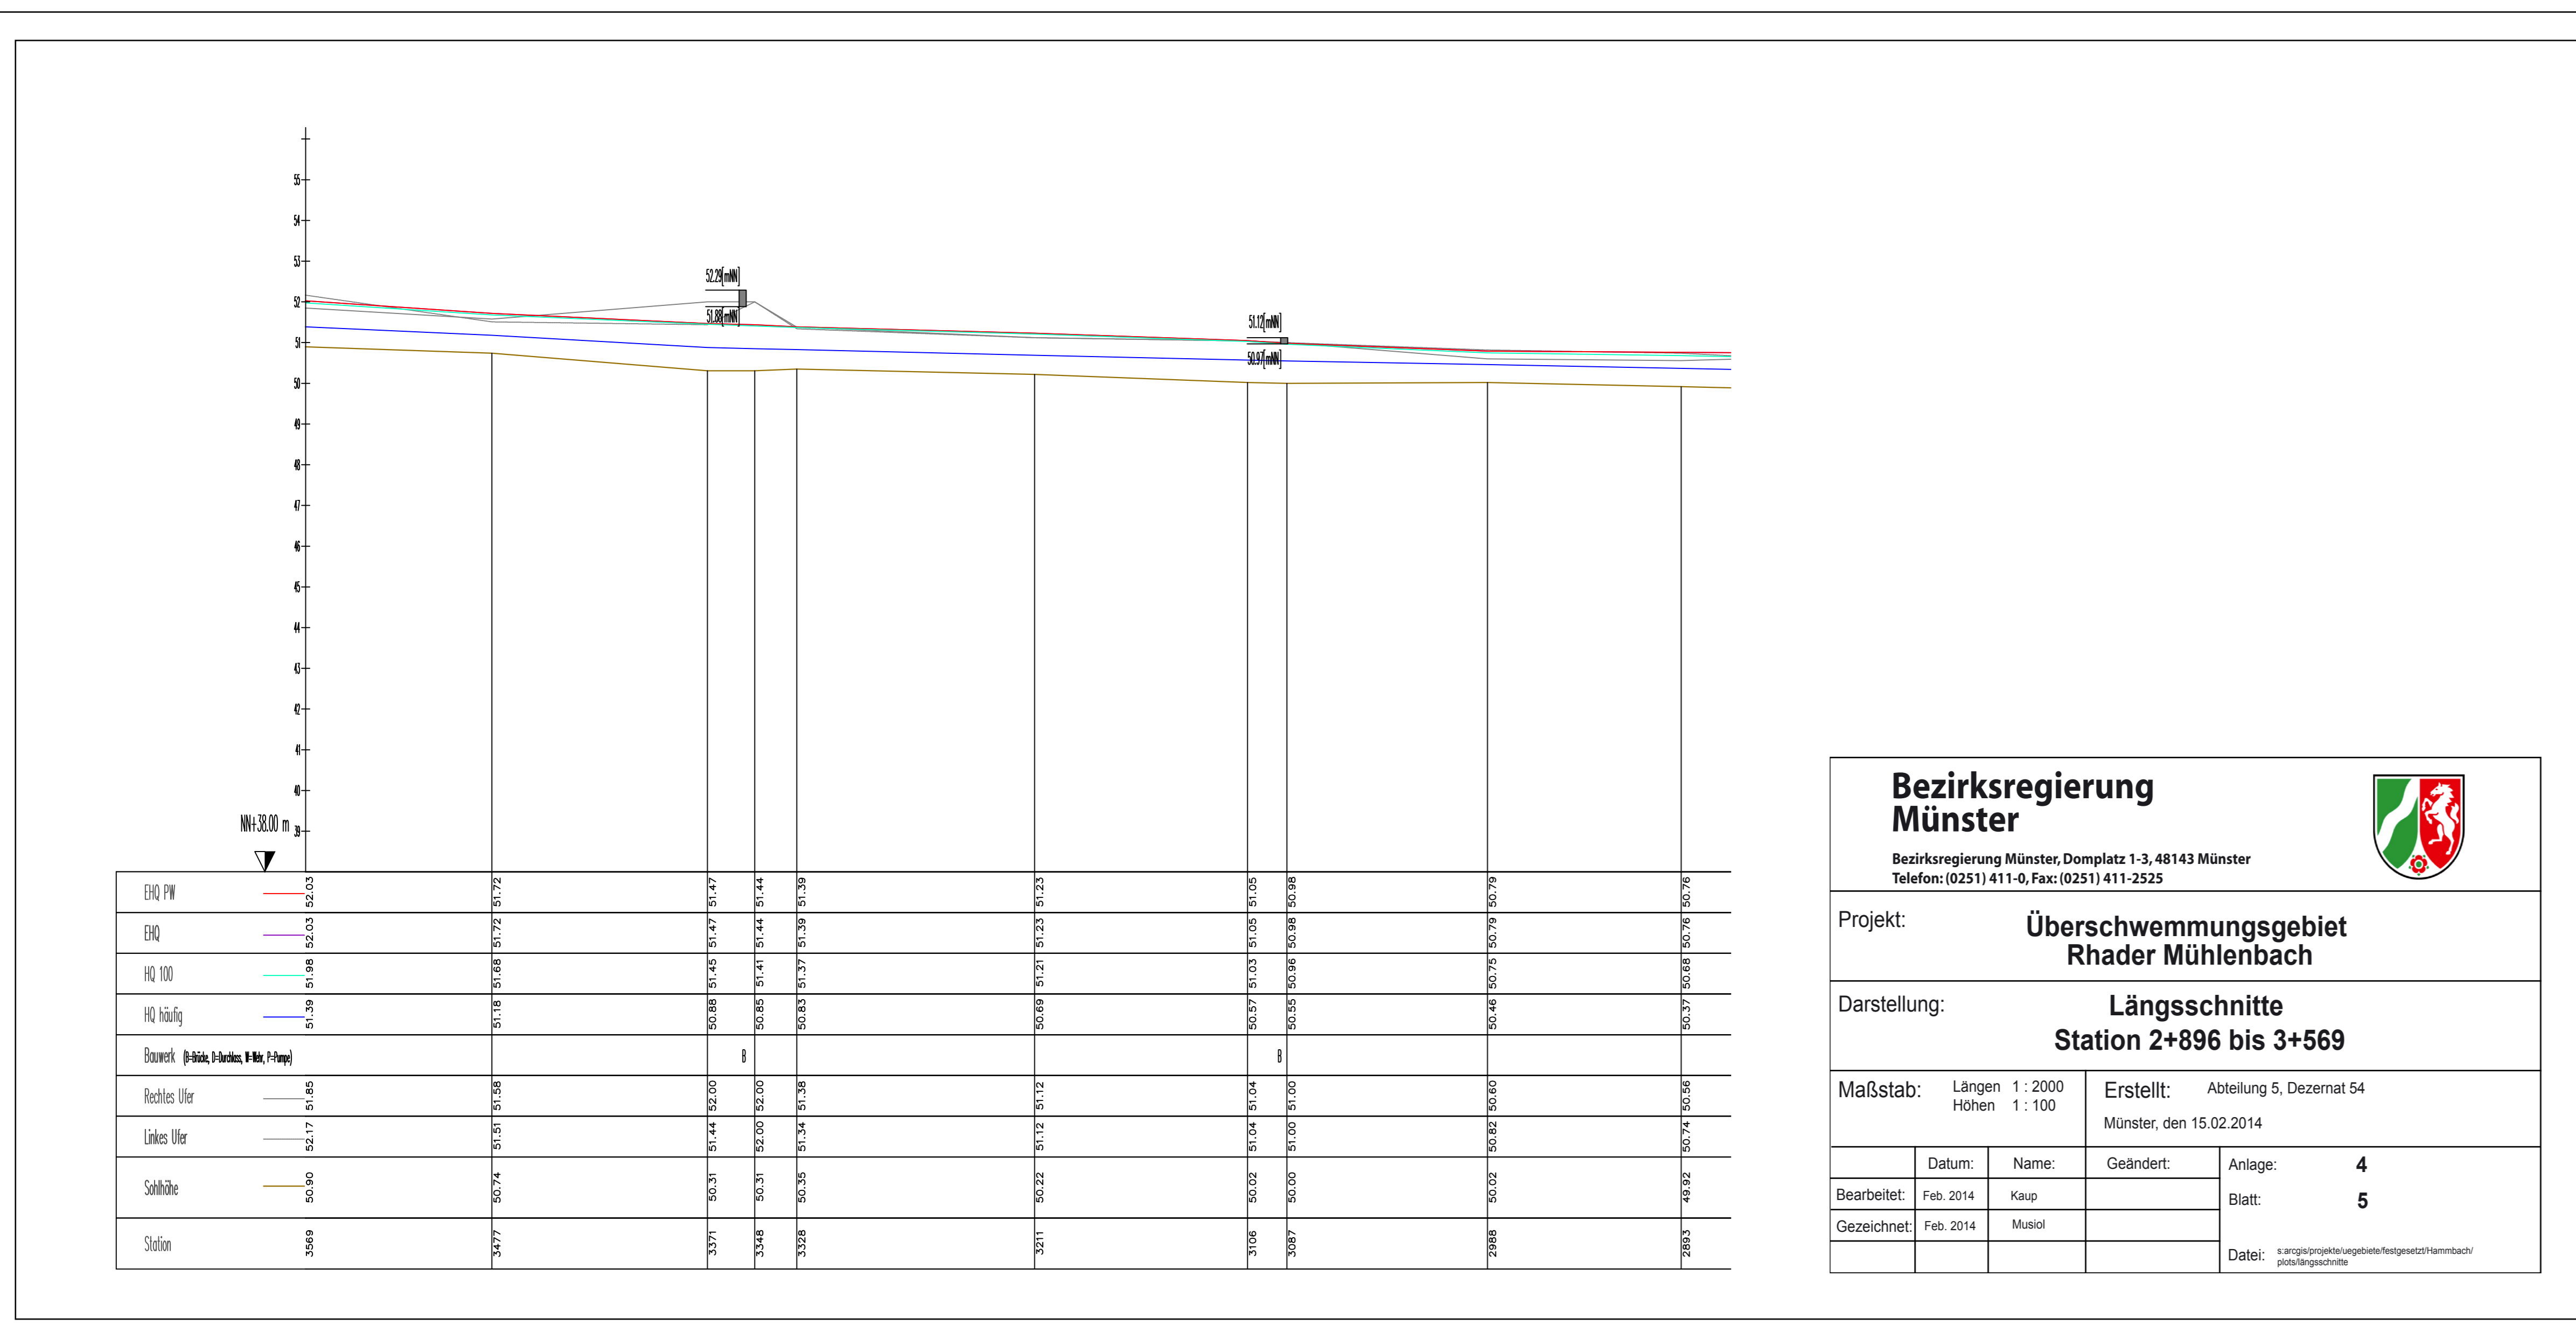 55
54
53
52
51
50
49
48
47
46
45
44
43
42
41
40
39
NN+38.00 m
52.29[mNN]
51.88[mNN]
51.12[mNN]
50.97[mNN]
EHQ PW 52.03 51.72 51.47 51.44 51.39 51.23 51.05 50.98 50.79 50.76
EHQ 52.03 51.72 51.47 51.44 51.39 51.23 51.05 50.98 50.79 50.76
HQ 100 51.98 51.68 51.45 51.41 51.37 51.21 51.03 50.96 50.75 50.68
HQ häufig 51.39 51.18 50.88 50.85 50.83 50.69 50.57 50.55 50.46 50.37
Bauwerk (B=Brücke, D=Durchlass, W=Wehr, P=Pumpe) B B
Rechtes Ufer 51.85 51.58 52.00 52.00 51.38 51.12 51.04 51.00 50.60 50.56
Linkes Ufer 52.17 51.51 51.44 52.00 51.34 51.12 51.04 51.00 50.82 50.74
Sohlhöhe 50.90 50.74 50.31 50.31 50.35 50.22 50.02 50.00 50.02 49.92
Station 3569 3477 3371 3348 3328 3211 3106 3087 2988 2893
Bezirksregierung
Münster
Bezirksregierung Münster, Domplatz 1-3, 48143 Münster
Telefon: (0251) 411-0, Fax: (0251) 411-2525
Projekt: Überschwemmungsgebiet
Rhader Mühlenbach
Darstellung: Längsschnitte
Station 2+896 bis 3+569
Maßstab: Längen 1 : 2000
Höhen 1 : 100
Erstellt: Abteilung 5, Dezernat 54
Münster, den 15.02.2014
Datum: Name: Geändert:
Bearbeitet: Feb. 2014 Kaup
Gezeichnet: Feb. 2014 Musiol
Anlage: 4
Blatt: 5
Datei: s:arcgis/projekte/uegebiete/festgesetzt/Hammbach/
plots/längsschnitte